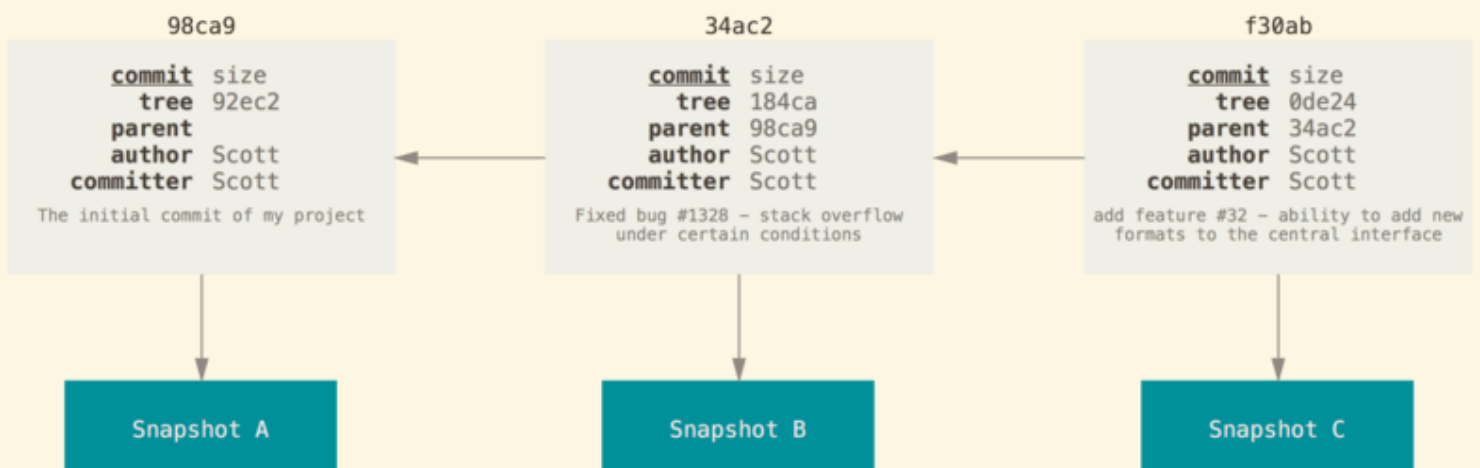 98ca9
commit size
tree 92ec2
parent
author Scott
committer Scott
The initial commit of my project
Snapshot A
34ac2
commit size
tree 184ca
parent 98ca9
author Scott
committer Scott
Fixed bug #1328 – stack overflow
under certain conditions
Snapshot B
f30ab
commit size
tree 0de24
parent 34ac2
author Scott
committer Scott
add feature #32 – ability to add new
formats to the central interface
Snapshot C